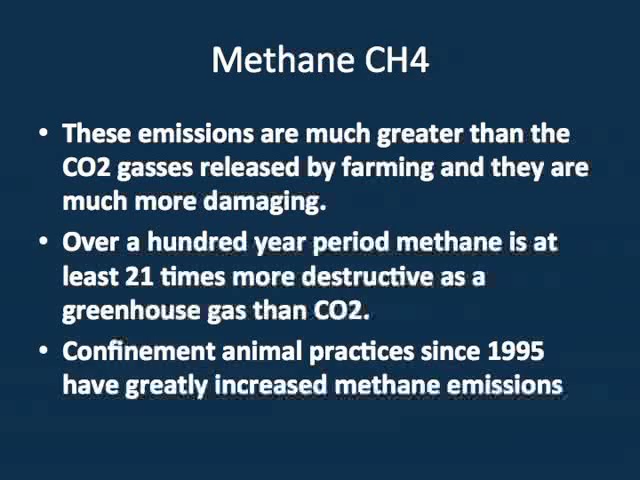 Methane CH4
• These emissions are much greater than the
CO2 gasses released by farming and they are
much more damaging.
• Over a hundred year period methane is at
least 21 times more destructive as a
greenhouse gas than CO2.
• Confinement animal practices since 1995
have greatly increased methane emissions